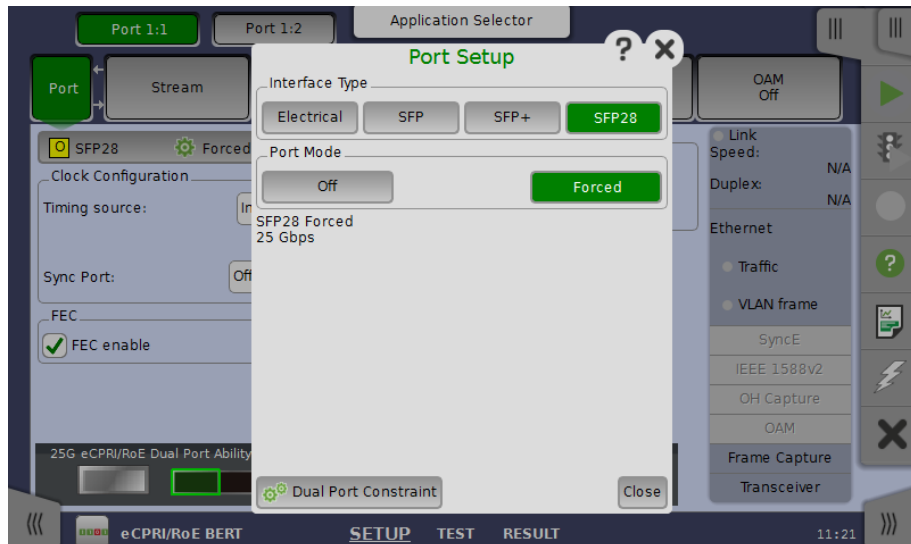 Port 1:1
Port 1:2
Application Selector
Port Setup
?
Port
Stream
OAM
Off
Interface Type
Electrical
SFP
SFP+
SFP28
O
SFP28
Forced
Port Mode
Off
Forced
SFP28 Forced
25 Gbps
Clock Configuration
Timing source:
In
Sync Port:
Off
FEC
FEC enable
Link
Speed:
N/A
Duplex:
N/A
Ethernet
Traffic
VLAN frame
SyncE
IEEE 1588v2
OH Capture
OAM
Frame Capture
Transceiver
?
25G eCPRI/RoE Dual Port Ability
Dual Port Constraint
Close
eCPRI/RoE BERT
SETUP
TEST
RESULT
11:21